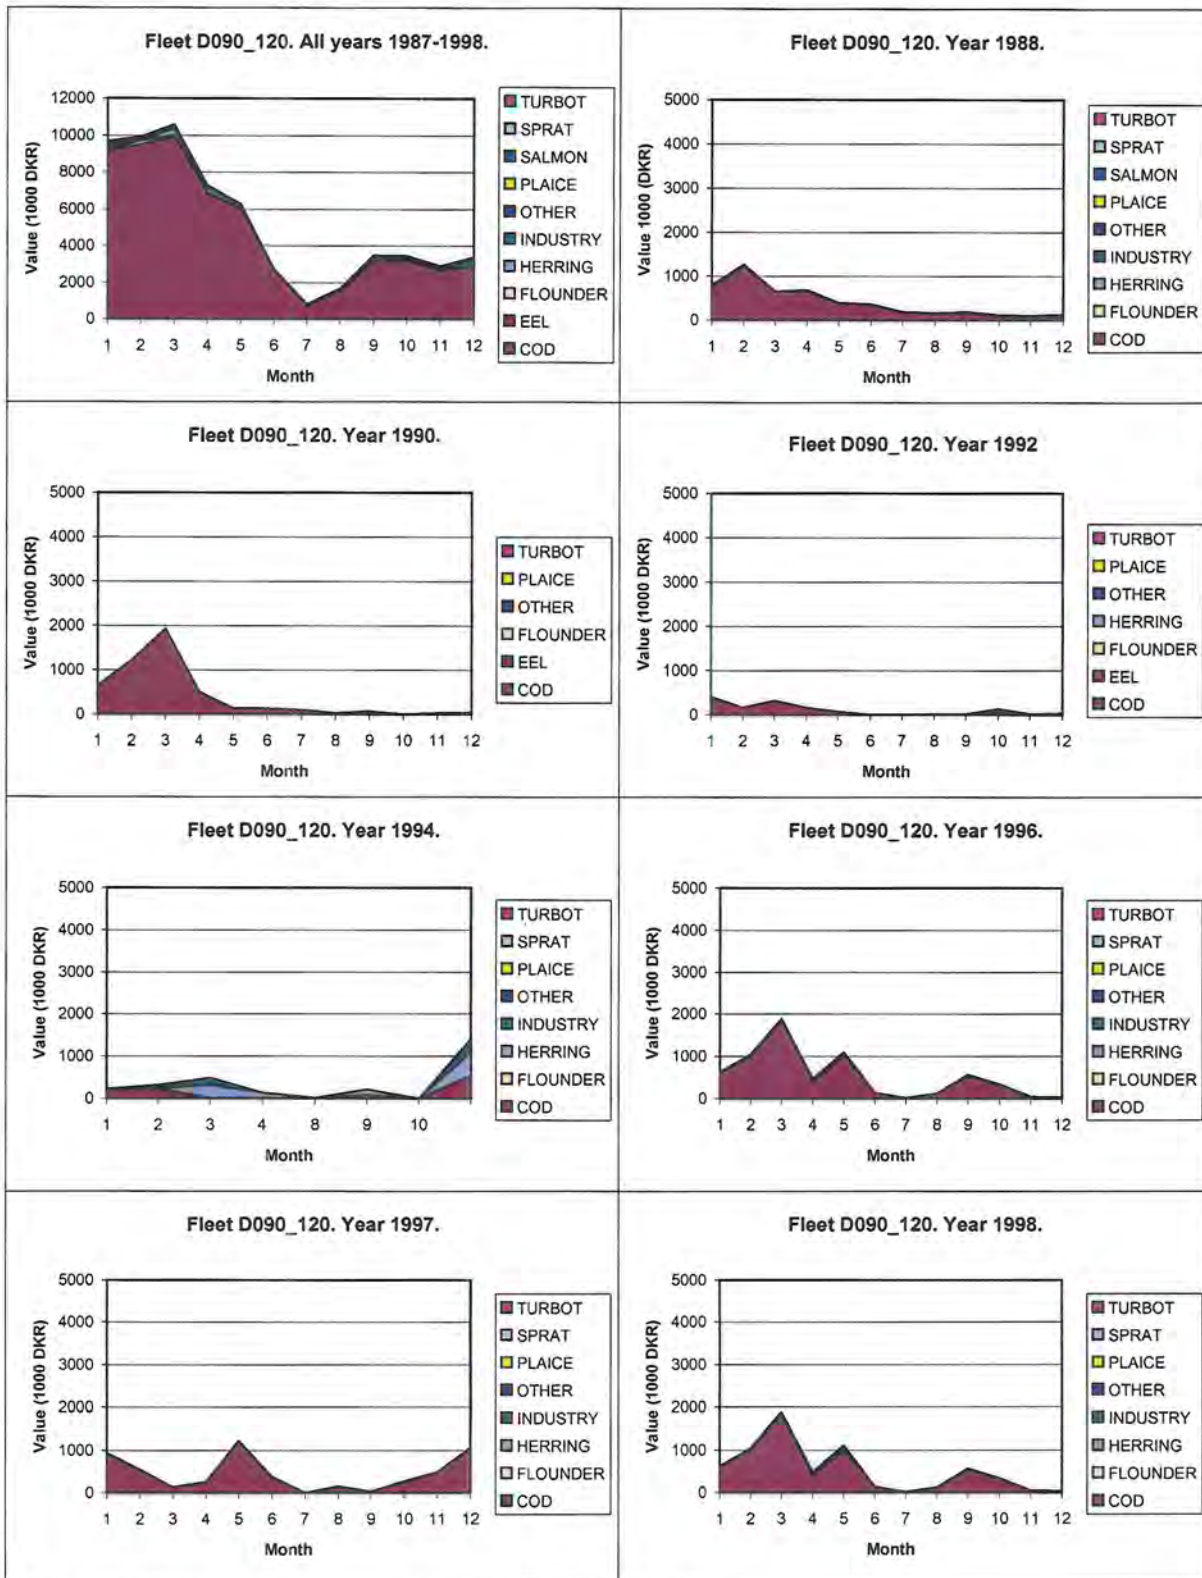 Fleet D090_120. All years 1987-1998.
Value (1000 DKR)
12000
10000
8000
6000
4000
2000
0
1 2 3 4 5 6 7 8 9 10 11 12
Month
TURBOT
SPRAT
SALMON
PLAICE
OTHER
INDUSTRY
HERRING
FLOUNDER
EEL
COD
Fleet D090_120. Year 1988.
Value 1000 (DKR)
5000
4000
3000
2000
1000
0
1 2 3 4 5 6 7 8 9 10 11 12
Month
TURBOT
SPRAT
SALMON
PLAICE
OTHER
INDUSTRY
HERRING
FLOUNDER
COD
Fleet D090_120. Year 1990.
Value (1000 DKR)
5000
4000
3000
2000
1000
0
1 2 3 4 5 6 7 8 9 10 11 12
Month
TURBOT
PLAICE
OTHER
FLOUNDER
EEL
COD
Fleet D090_120. Year 1992
Value (1000 DKR)
5000
4000
3000
2000
1000
0
1 2 3 4 5 6 7 8 9 10 11 12
Month
TURBOT
PLAICE
OTHER
HERRING
FLOUNDER
EEL
COD
Fleet D090_120. Year 1994.
Value (1000 DKR)
5000
4000
3000
2000
1000
0
1 2 3 4 8 9 10
Month
TURBOT
SPRAT
PLAICE
OTHER
INDUSTRY
HERRING
FLOUNDER
COD
Fleet D090_120. Year 1996.
Value (1000 DKR)
5000
4000
3000
2000
1000
0
1 2 3 4 5 6 7 8 9 10 11 12
Month
TURBOT
SPRAT
PLAICE
OTHER
INDUSTRY
HERRING
FLOUNDER
COD
Fleet D090_120. Year 1997.
Value (1000 DKR)
5000
4000
3000
2000
1000
0
1 2 3 4 5 6 7 8 9 10 11 12
Month
TURBOT
SPRAT
PLAICE
OTHER
INDUSTRY
HERRING
FLOUNDER
COD
Fleet D090_120. Year 1998.
Value (1000 DKR)
5000
4000
3000
2000
1000
0
1 2 3 4 5 6 7 8 9 10 11 12
Month
TURBOT
SPRAT
PLAICE
OTHER
INDUSTRY
HERRING
FLOUNDER
COD